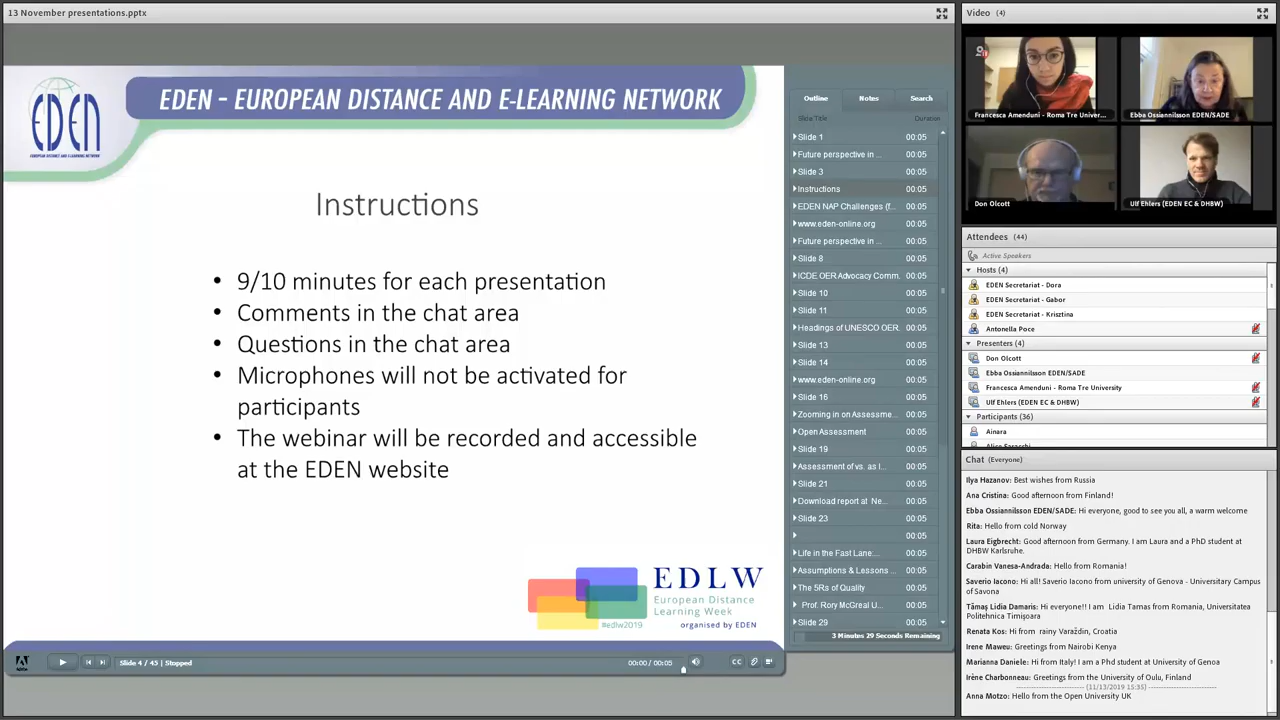 13 November presentations.pptx
EDEN
EUROPEAN DISTANCE AND E-LEARNING NETWORK
EDEN - EUROPEAN DISTANCE AND E-LEARNING NETWORK
Instructions
• 9/10 minutes for each presentation
• Comments in the chat area
• Questions in the chat area
• Microphones will not be activated for
participants
• The webinar will be recorded and accessible
at the EDEN website
EDLW
European Distance
Learning Week
#edlw2019
organised by EDEN
Slide 4 / 45 | Stopped
00:00 / 00:05
CC
Outline Notes Search
Slide Title Duration
Slide 1 00:05
Future perspective in ... 00:05
Slide 3 00:05
Instructions 00:05
EDEN NAP Challenges (f... 00:05
www.eden-online.org 00:05
Future perspective in ... 00:05
Slide 8 00:05
ICDE OER Advocacy Comm. 00:05
Slide 10 00:05
Slide 11 00:05
Headings of UNESCO OER. 00:05
Slide 13 00:05
Slide 14 00:05
www.eden-online.org 00:05
Slide 16 00:05
Zooming in on Assessme... 00:05
Open Assessment 00:05
Slide 19 00:05
Assessment of vs. as l... 00:05
Slide 21 00:05
Download report at Ne... 00:05
Slide 23 00:05
00:05
Life in the Fast Lane:... 00:05
Assumptions & Lessons ... 00:05
The 5Rs of Quality 00:05
Prof. Rory McGreal U... 00:05
Slide 29 00:05
3 Minutes 29 Seconds Remaining
Video (4)
Francesca Amenduni - Roma Tre Univer...
Ebba Ossiannilsson EDEN/SADE
Don Olcott
Ulf Ehlers (EDEN EC & DHBW)
Attendees (44)
Active Speakers
Hosts (4)
EDEN Secretariat - Dora
EDEN Secretariat - Gabor
EDEN Secretariat - Krisztina
Antonella Poce
Presenters (4)
Don Olcott
Ebba Ossiannilsson EDEN/SADE
Francesca Amenduni - Roma Tre University
Ulf Ehlers (EDEN EC & DHBW)
Participants (36)
Ainara
Chat (Everyone)
Ilya Hazanov: Best wishes from Russia
Ana Cristina: Good afternoon from Finland!
Ebba Ossiannilsson EDEN/SADE: Hi everyone, good to see you all, a warm welcome
Rita: Hello from cold Norway
Laura Eigbrecht: Good afternoon from Germany. I am Laura and a PhD student at
DHBW Karlsruhe.
Carabin Vanesa-Andrada: Hello from Romania!
Saverio Iacono: Hi all! Saverio Iacono from university of Genova - Universitary Campus
of Savona
Tămaș Lidia Damaris: Hi everyone!! I am Lidia Tamas from Romania, Universitatea
Politehnica Timișoara
Renata Kos: Hi from rainy Varaždin, Croatia
Irene Maweu: Greetings from Nairobi Kenya
Marianna Daniele: Hi from Italy! I am a Phd student at University of Genoa
Irène Charbonneau: Greetings from the University of Oulu, Finland
(11/13/2019 15:35)
Anna Motzo: Hello from the Open University UK